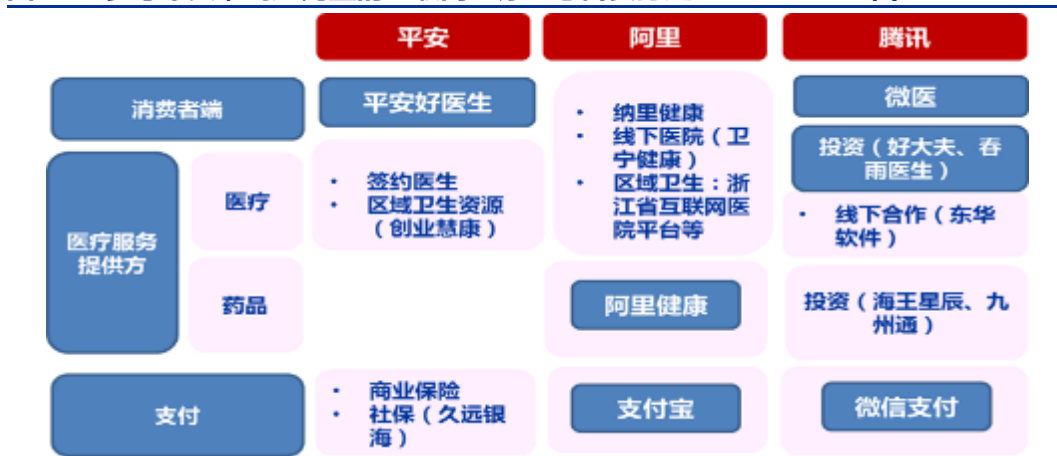 平安
阿里
腾讯
消费者端
平安好医生
• 纳里健康
• 线下医院（卫
宁健康）
• 区域卫生：浙
江省互联网医
院平台等
微医
投资（好大夫、春
雨医生）
医疗服务
提供方
医疗
• 签约医生
• 区域卫生资源
（创业慧康）
• 线下合作（东华
软件）
药品
阿里健康
投资（海王星辰、九
州通）
支付
• 商业保险
• 社保（久远银
海）
支付宝
微信支付